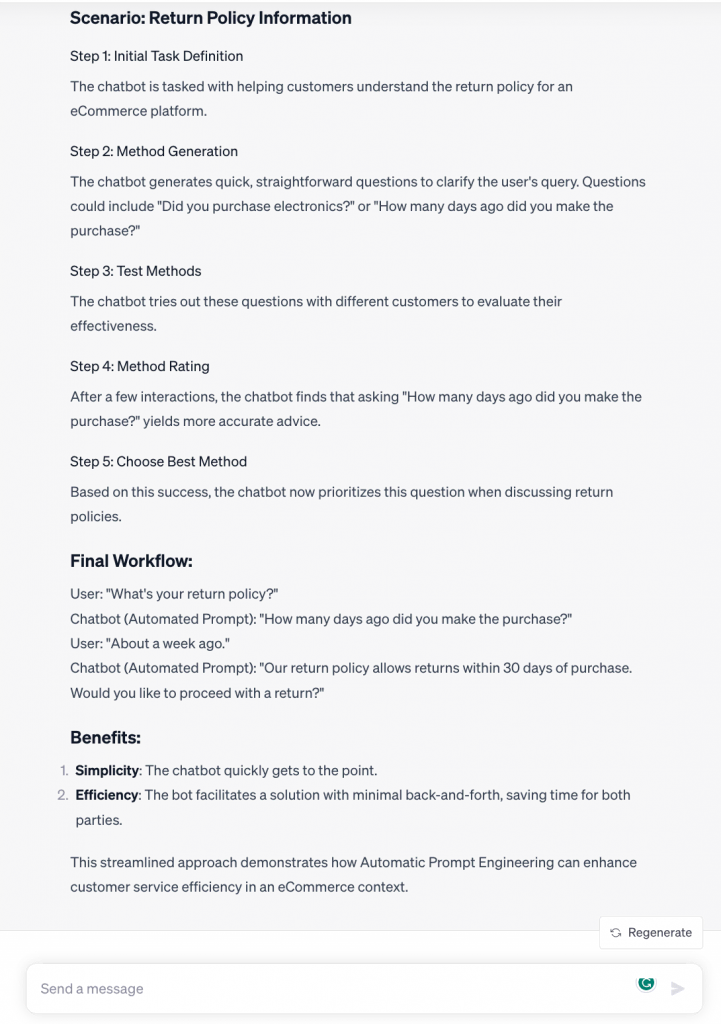 Scenario: Return Policy Information
Step 1: Initial Task Definition
The chatbot is tasked with helping customers understand the return policy for an
eCommerce platform.
Step 2: Method Generation
The chatbot generates quick, straightforward questions to clarify the user's query. Questions
could include "Did you purchase electronics?" or "How many days ago did you make the
purchase?"
Step 3: Test Methods
The chatbot tries out these questions with different customers to evaluate their
effectiveness.
Step 4: Method Rating
After a few interactions, the chatbot finds that asking "How many days ago did you make the
purchase?" yields more accurate advice.
Step 5: Choose Best Method
Based on this success, the chatbot now prioritizes this question when discussing return
policies.
Final Workflow:
User: "What's your return policy?"
Chatbot (Automated Prompt): "How many days ago did you make the purchase?"
User: "About a week ago."
Chatbot (Automated Prompt): "Our return policy allows returns within 30 days of purchase.
Would you like to proceed with a return?"
Benefits:
1. Simplicity: The chatbot quickly gets to the point.
2. Efficiency: The bot facilitates a solution with minimal back-and-forth, saving time for both
parties.
This streamlined approach demonstrates how Automatic Prompt Engineering can enhance
customer service efficiency in an eCommerce context.
Regenerate
Send a message